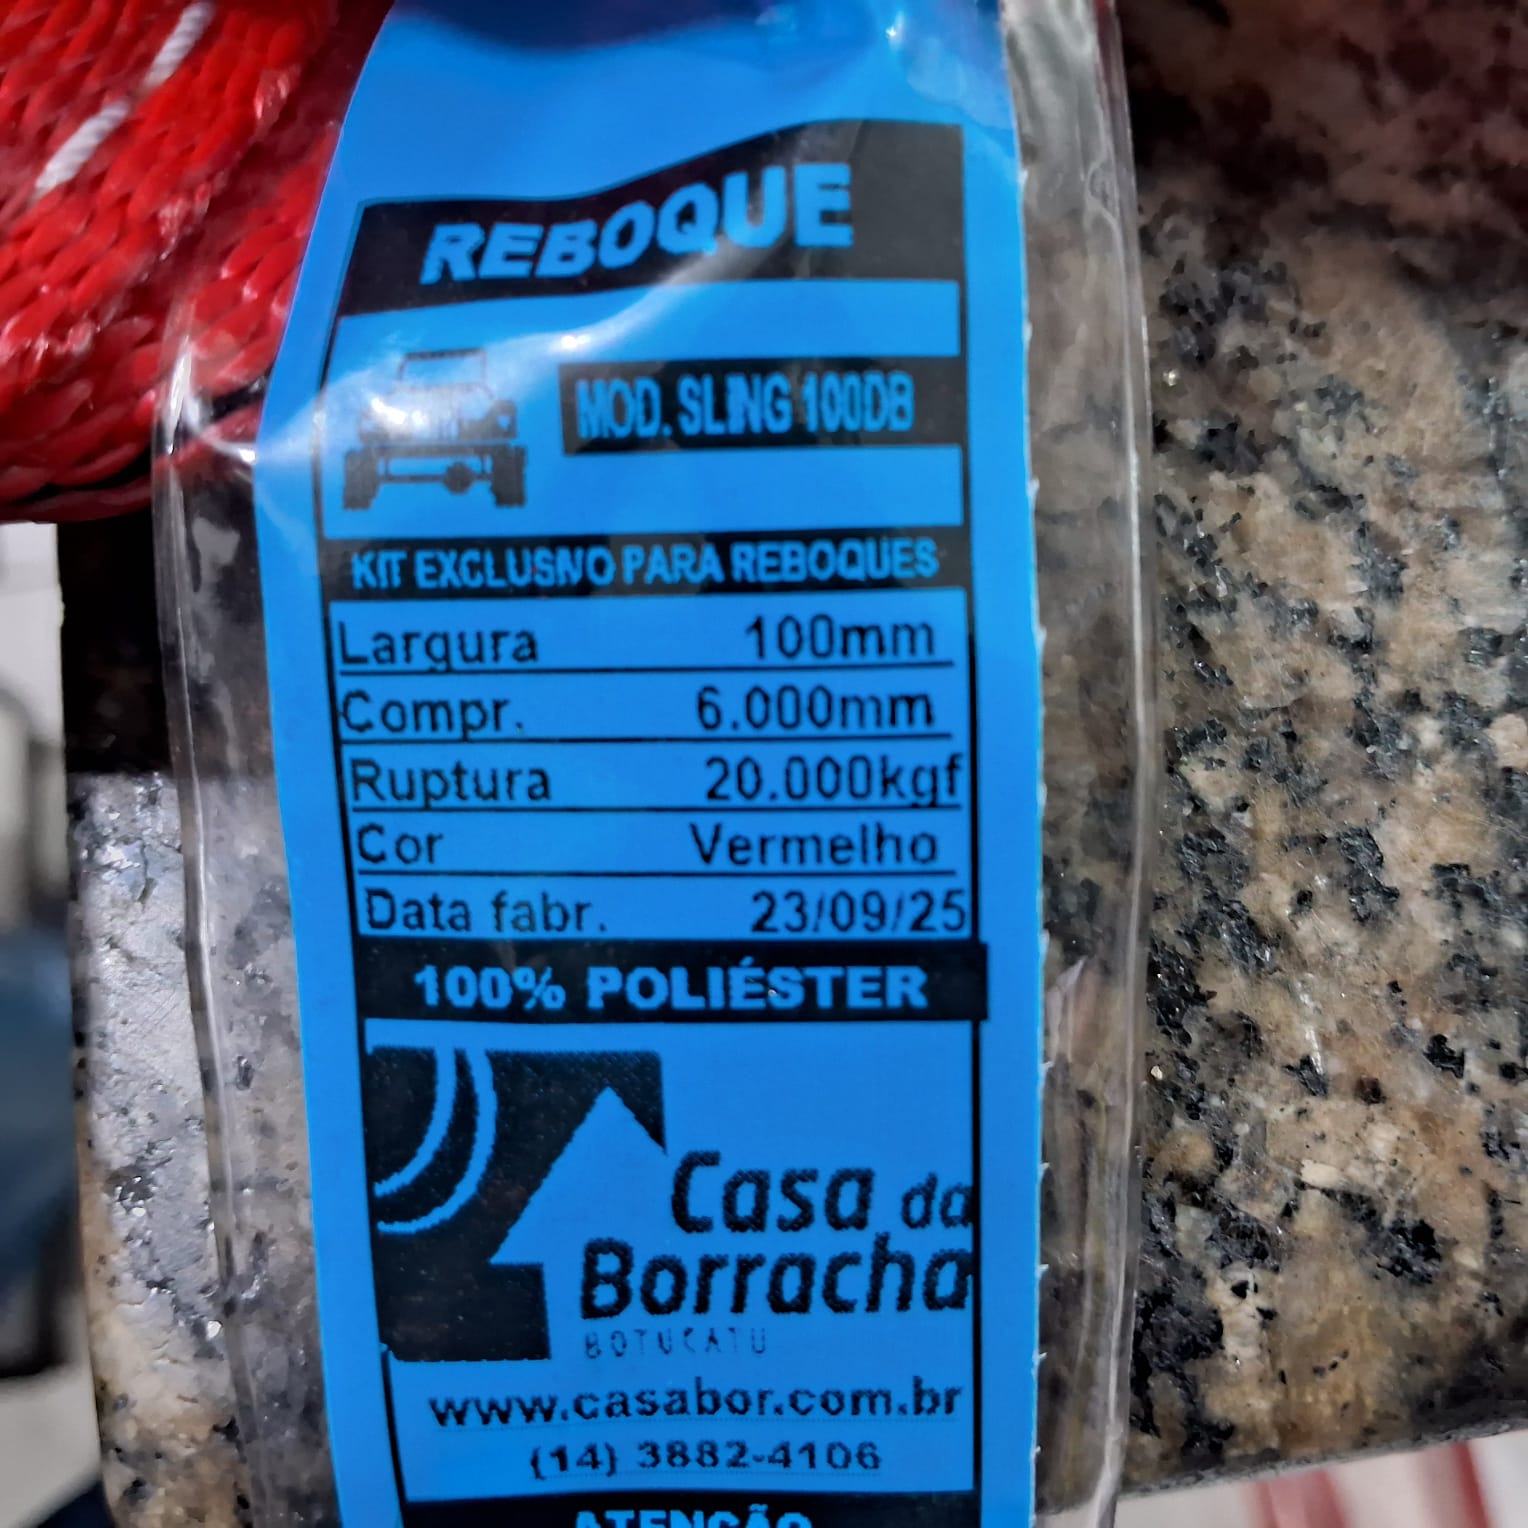 REBOQUE
MOD. SLING 100DB
KIT EXCLUSIVO PARA REBOQUES
Largura 100mm
Compr. 6.000mm
Ruptura 20.000kgf
Cor Vermelho
Data fabr. 23/09/25
100% POLIÉSTER
Casa da
Borracha
BOTUCATU
www.casabor.com.br
(14) 3882-4106
ATENÇÃO